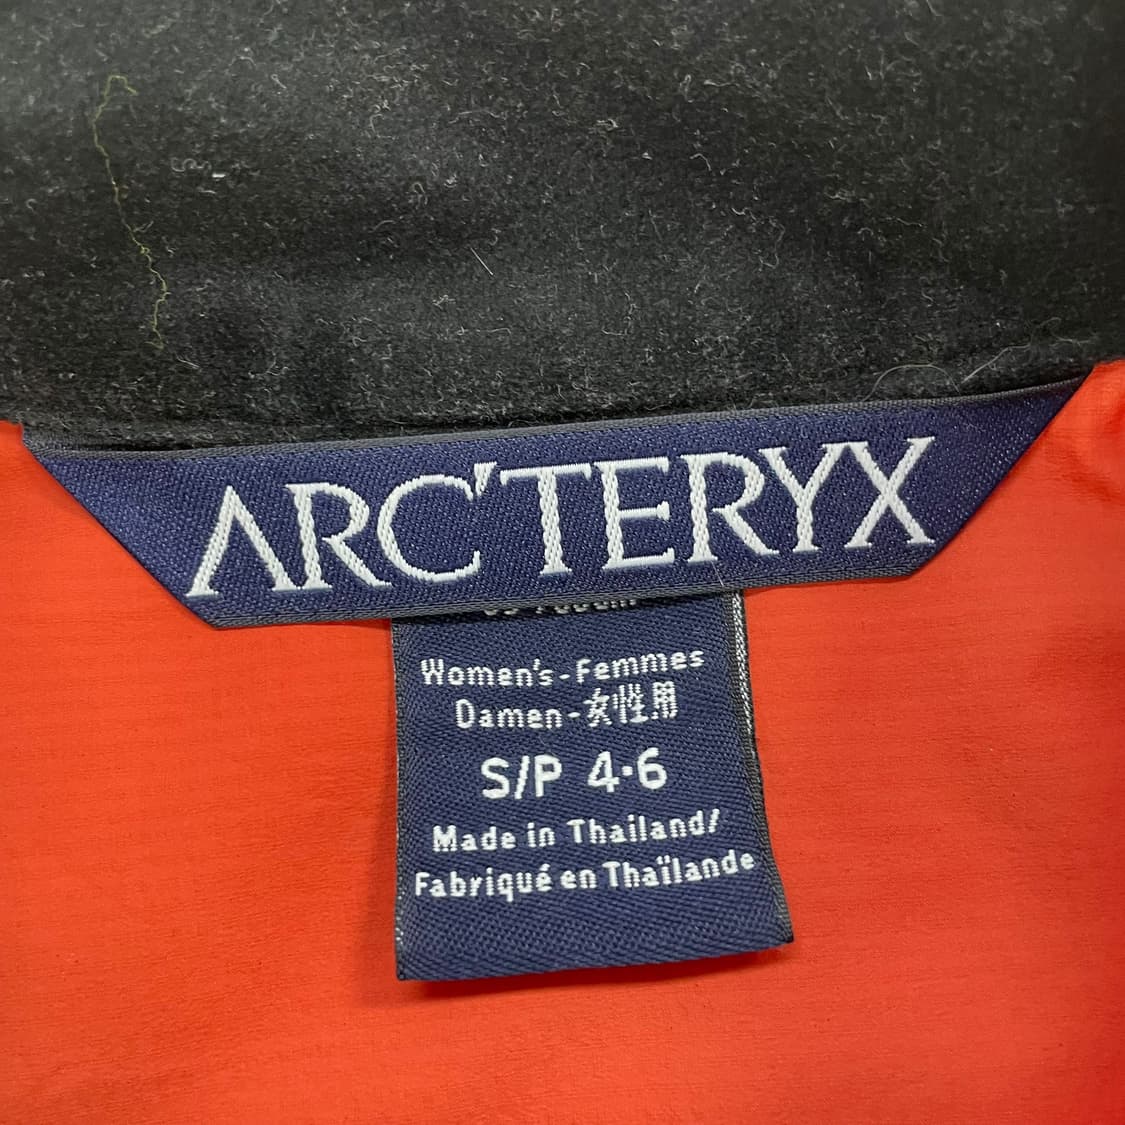 ARC'TERYX
Women's-Femmes
Damen-女性用
S/P 4·6
Made in Thailand/
Fabriqué en Thaïlande